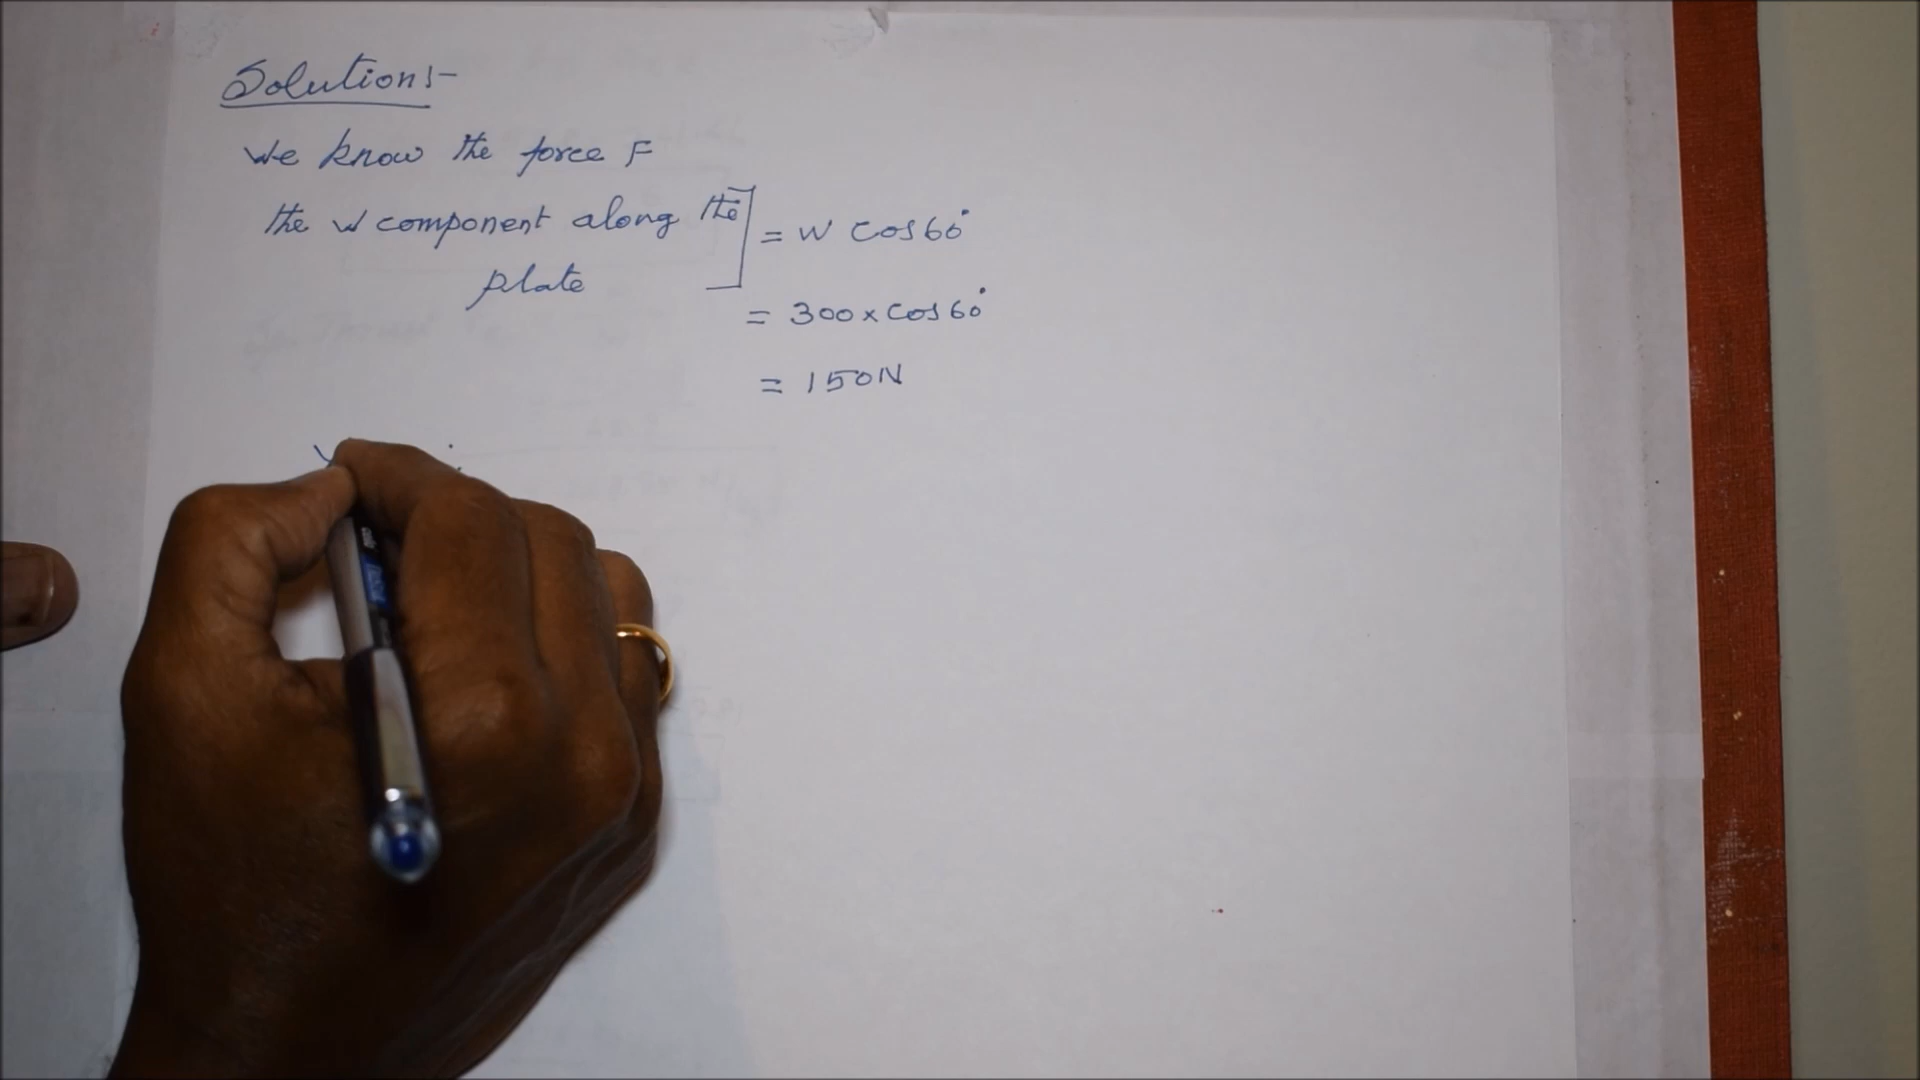 Solution:-
We know the force F
the W component along the = W Cos60°
plate
= 300 x Cos60°
= 150N